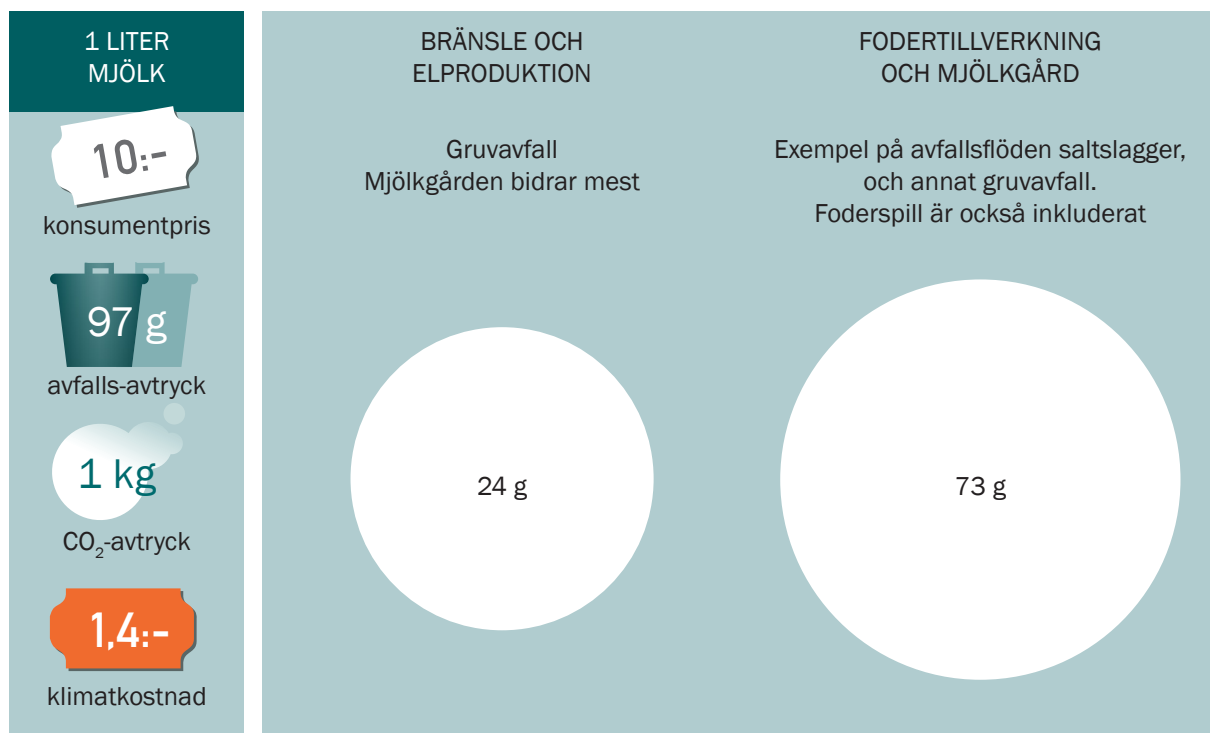 1 LITER
MJÖLK
10:-
konsumentpris
97 g
avfalls-avtryck
1 kg
CO₂-avtryck
1,4:-
klimatkostnad
BRÄNSLE OCH
ELPRODUKTION
Gruvavfall
Mjölkgården bidrar mest
24 g
FODERTILLVERKNING
OCH MJÖLKGÅRD
Exempel på avfallsflöden saltslagger,
och annat gruvavfall.
Foderspill är också inkluderat
73 g